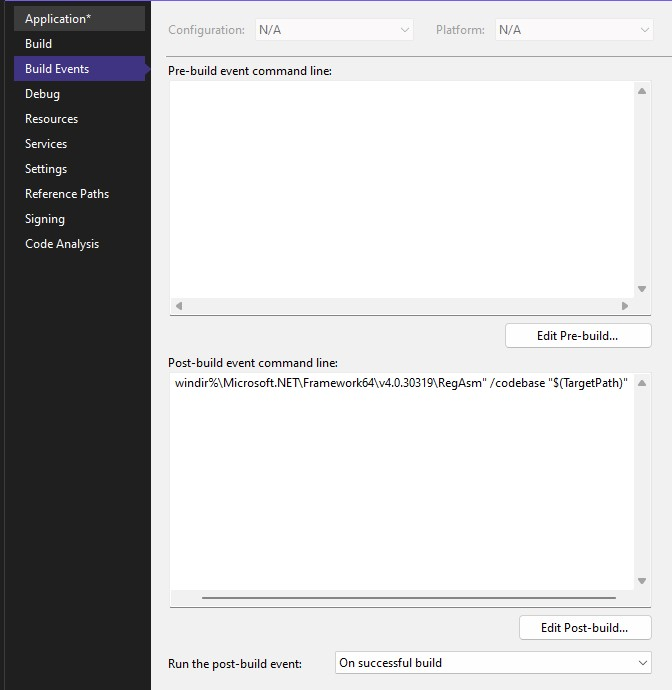 Application*
Build
Build Events
Debug
Resources
Services
Settings
Reference Paths
Signing
Code Analysis
Configuration: N/A Platform: N/A
Pre-build event command line:
Edit Pre-build...
Post-build event command line:
windir%\Microsoft.NET\Framework64\v4.0.30319\RegAsm" /codebase "$(TargetPath)"
Edit Post-build...
Run the post-build event: On successful build